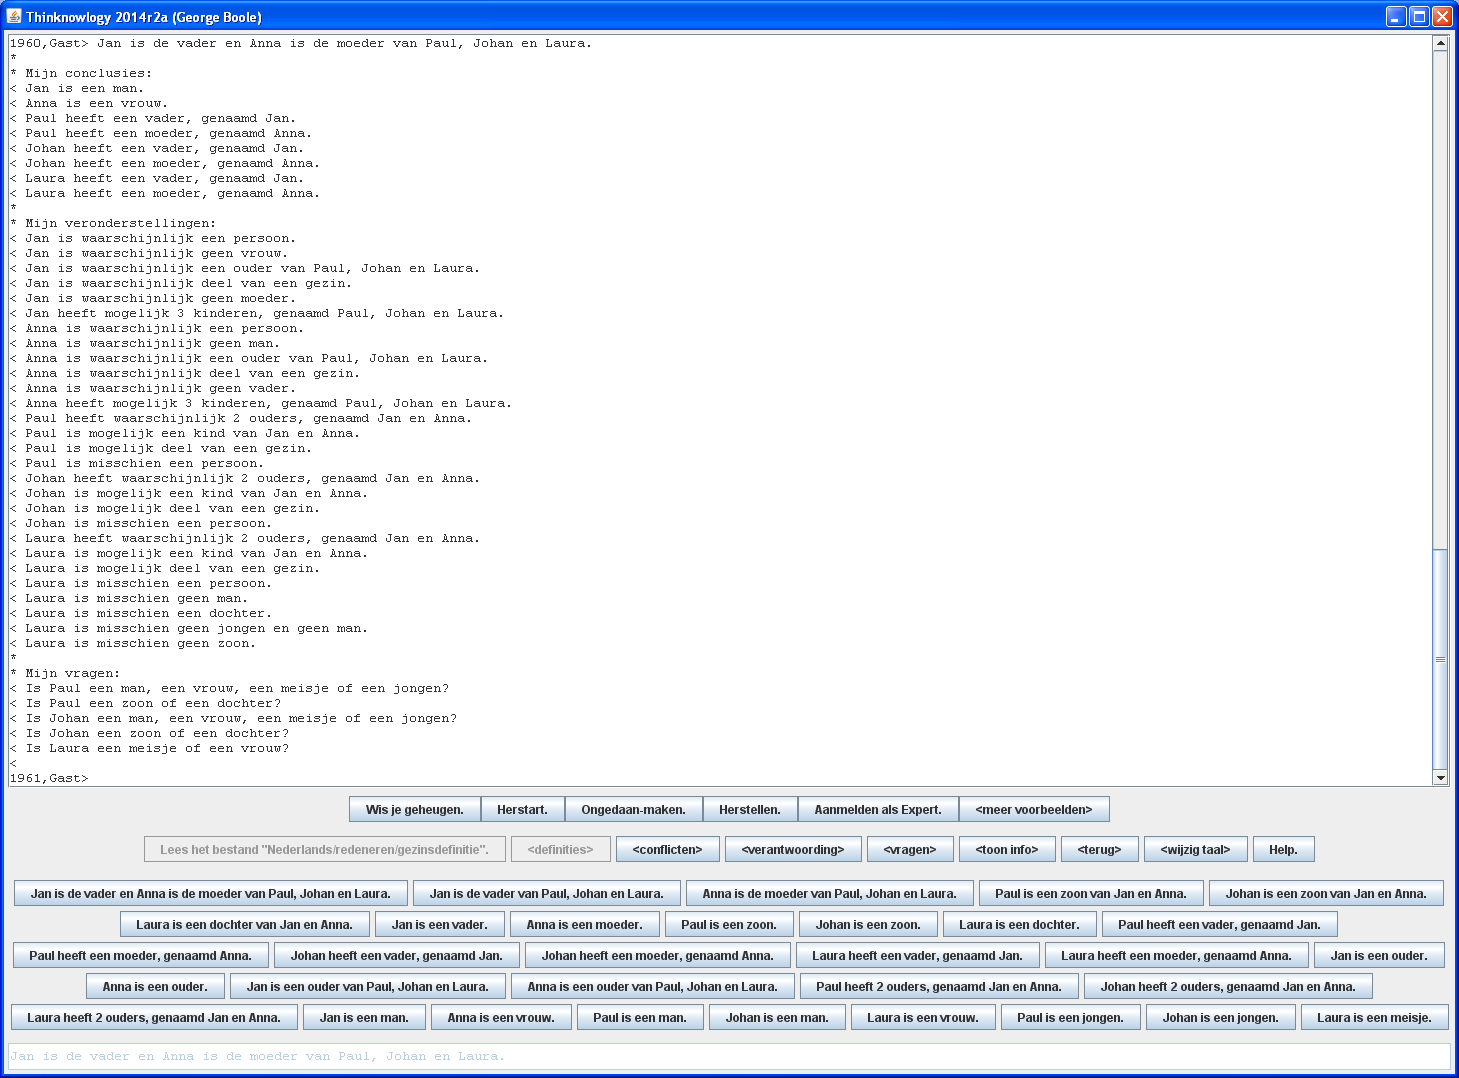 Thinknowlogy 2014r2a (George Boole)
1960,Gast> Jan is de vader en Anna is de moeder van Paul, Johan en Laura.
*
* Mijn conclusies:
< Jan is een man.
< Anna is een vrouw.
< Paul heeft een vader, genaamd Jan.
< Paul heeft een moeder, genaamd Anna.
< Johan heeft een vader, genaamd Jan.
< Johan heeft een moeder, genaamd Anna.
< Laura heeft een vader, genaamd Jan.
< Laura heeft een moeder, genaamd Anna.
*
* Mijn veronderstellingen:
< Jan is waarschijnlijk een persoon.
< Jan is waarschijnlijk geen vrouw.
< Jan is waarschijnlijk een ouder van Paul, Johan en Laura.
< Jan is waarschijnlijk deel van een gezin.
< Jan is waarschijnlijk geen moeder.
< Jan heeft mogelijk 3 kinderen, genaamd Paul, Johan en Laura.
< Anna is waarschijnlijk een persoon.
< Anna is waarschijnlijk geen man.
< Anna is waarschijnlijk een ouder van Paul, Johan en Laura.
< Anna is waarschijnlijk deel van een gezin.
< Anna is waarschijnlijk geen vader.
< Anna heeft mogelijk 3 kinderen, genaamd Paul, Johan en Laura.
< Paul heeft waarschijnlijk 2 ouders, genaamd Jan en Anna.
< Paul is mogelijk een kind van Jan en Anna.
< Paul is mogelijk deel van een gezin.
< Paul is misschien een persoon.
< Johan heeft waarschijnlijk 2 ouders, genaamd Jan en Anna.
< Johan is mogelijk een kind van Jan en Anna.
< Johan is mogelijk deel van een gezin.
< Johan is misschien een persoon.
< Laura heeft waarschijnlijk 2 ouders, genaamd Jan en Anna.
< Laura is mogelijk een kind van Jan en Anna.
< Laura is mogelijk deel van een gezin.
< Laura is misschien een persoon.
< Laura is misschien geen man.
< Laura is misschien een dochter.
< Laura is misschien geen jongen en geen man.
< Laura is misschien geen zoon.
*
* Mijn vragen:
< Is Paul een man, een vrouw, een meisje of een jongen?
< Is Paul een zoon of een dochter?
< Is Johan een man, een vrouw, een meisje of een jongen?
< Is Johan een zoon of een dochter?
< Is Laura een meisje of een vrouw?
<
1961,Gast>
Wis je geheugen. Herstart. Ongedaan-maken. Herstellen. Aanmelden als Expert. <meer voorbeelden>
Lees het bestand "Nederlands/redeneren/gezinsdefinitie". <definities> <conflicten> <verantwoording> <vragen> <toon info> <terug> <wijzig taal> Help.
Jan is de vader en Anna is de moeder van Paul, Johan en Laura. Jan is de vader van Paul, Johan en Laura. Anna is de moeder van Paul, Johan en Laura. Paul is een zoon van Jan en Anna. Johan is een zoon van Jan en Anna.
Laura is een dochter van Jan en Anna. Jan is een vader. Anna is een moeder. Paul is een zoon. Johan is een zoon. Laura is een dochter. Paul heeft een vader, genaamd Jan.
Paul heeft een moeder, genaamd Anna. Johan heeft een vader, genaamd Jan. Johan heeft een moeder, genaamd Anna. Laura heeft een vader, genaamd Jan. Laura heeft een moeder, genaamd Anna. Jan is een ouder.
Anna is een ouder. Jan is een ouder van Paul, Johan en Laura. Anna is een ouder van Paul, Johan en Laura. Paul heeft 2 ouders, genaamd Jan en Anna. Johan heeft 2 ouders, genaamd Jan en Anna.
Laura heeft 2 ouders, genaamd Jan en Anna. Jan is een man. Anna is een vrouw. Paul is een man. Johan is een man. Laura is een vrouw. Paul is een jongen. Johan is een jongen. Laura is een meisje.
Jan is de vader en Anna is de moeder van Paul, Johan en Laura.